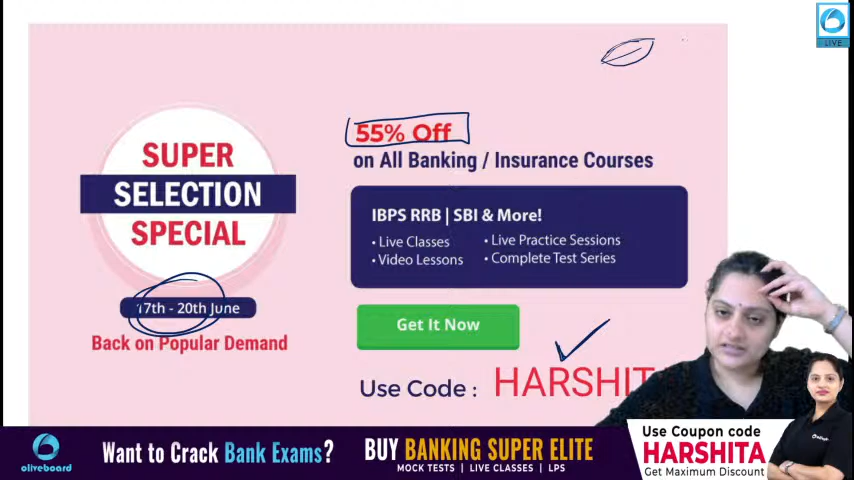 LIVE
SUPER
SELECTION
SPECIAL
17th - 20th June
Back on Popular Demand
55% Off
on All Banking / Insurance Courses
IBPS RRB | SBI & More!
• Live Classes
• Live Practice Sessions
• Video Lessons
• Complete Test Series
Get It Now
Use Code : HARSHIT
oliveboard
Want to Crack Bank Exams?
BUY BANKING SUPER ELITE
MOCK TESTS | LIVE CLASSES | LPS
Use Coupon code
HARSHITA
Get Maximum Discount